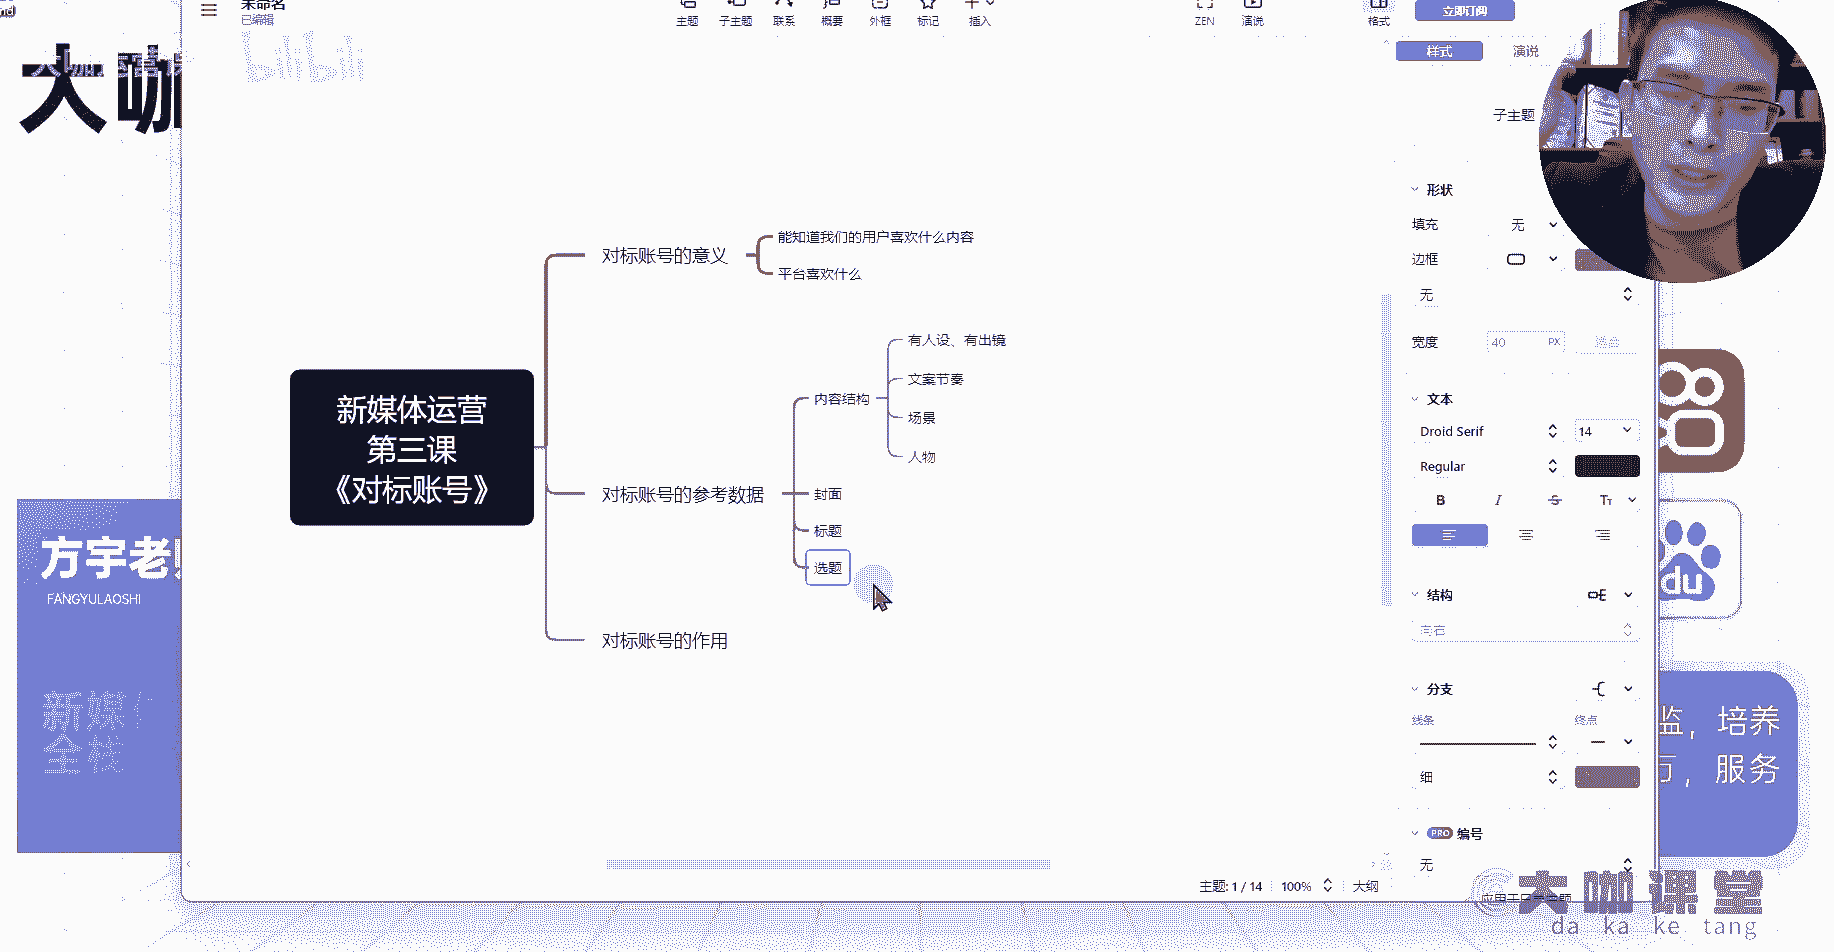 未命名
已编辑
主题
子主题
联系
概要
外框
标记
插入
ZEN
演说
格式
立即订阅
bilibili
大咖
样式
演说
子主题
形状
填充
无
边框
无
宽度
40
PX
文本
Droid Serif
14
Regular
B
I
S
TT
结构
向右
分支
线条
终点
细
PRO 编号
无
对标账号的意义
能知道我们的用户喜欢什么内容
平台喜欢什么
新媒体运营
第三课
《对标账号》
对标账号的参考数据
内容结构
有人设、有出镜
文案节奏
场景
人物
封面
标题
选题
对标账号的作用
方宇老
FANGYULAOSHI
新媒
全栈
du
监，培养
万，服务
主题: 1 / 14
100%
大纲
@大咖课堂
da ka ke tang